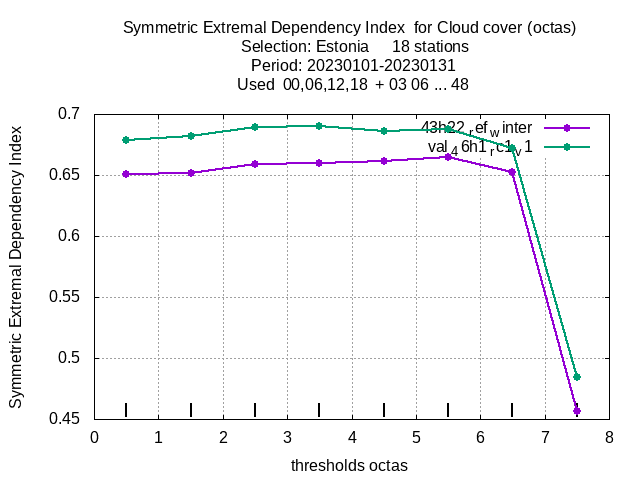 Symmetric Extremal Dependency Index  for Cloud cover (octas)
Selection: Estonia     18 stations
Period: 20230101-20230131
Used  00,06,12,18  + 03 06 ... 48
Symmetric Extremal Dependency Index
0.7
0.65
0.6
0.55
0.5
0.45
43h22_ref_winter
val_46h1_rc1_v1
0 1 2 3 4 5 6 7 8
thresholds octas